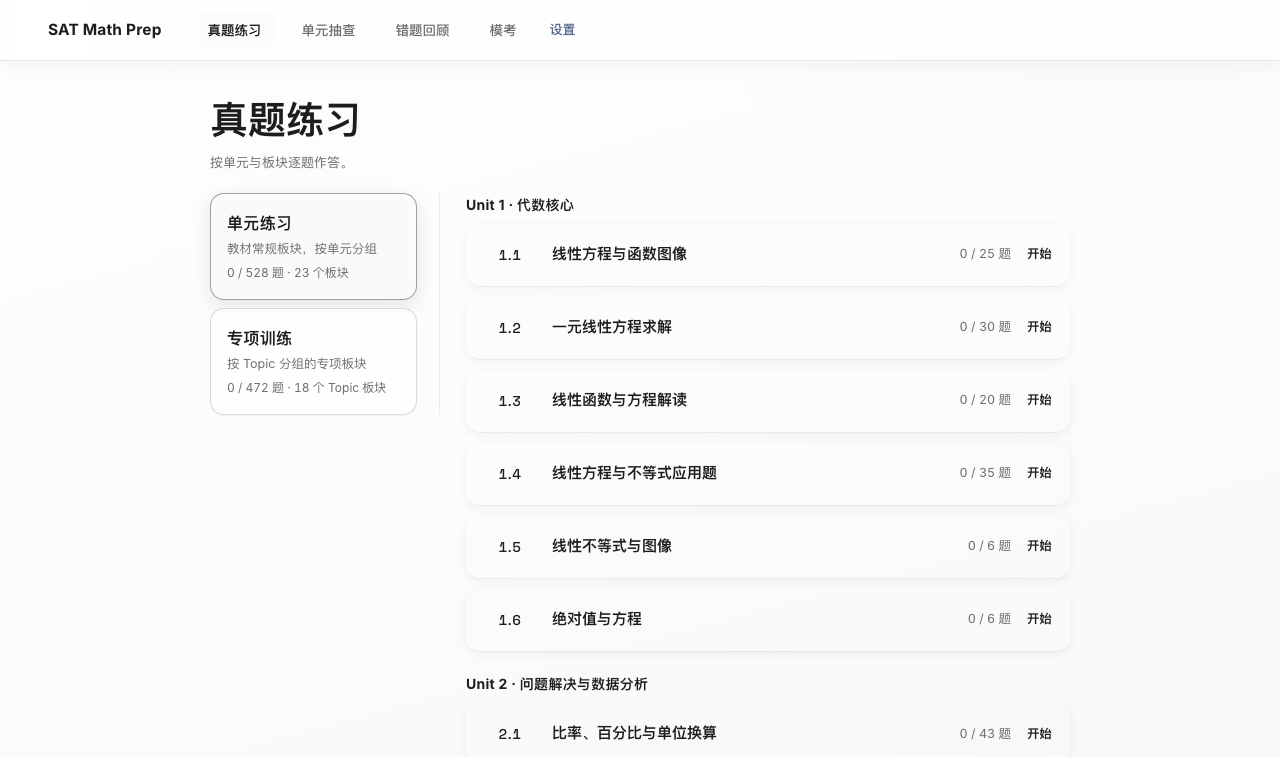 SAT Math Prep 真题练习 单元抽查 错题回顾 模考 设置
真题练习
按单元与板块逐题作答。
单元练习
教材常规板块，按单元分组
0 / 528 题 · 23 个板块
专项训练
按 Topic 分组的专项板块
0 / 472 题 · 18 个 Topic 板块
Unit 1 · 代数核心
1.1 线性方程与函数图像 0 / 25 题 开始
1.2 一元线性方程求解 0 / 30 题 开始
1.3 线性函数与方程解读 0 / 20 题 开始
1.4 线性方程与不等式应用题 0 / 35 题 开始
1.5 线性不等式与图像 0 / 6 题 开始
1.6 绝对值与方程 0 / 6 题 开始
Unit 2 · 问题解决与数据分析
2.1 比率、百分比与单位换算 0 / 43 题 开始